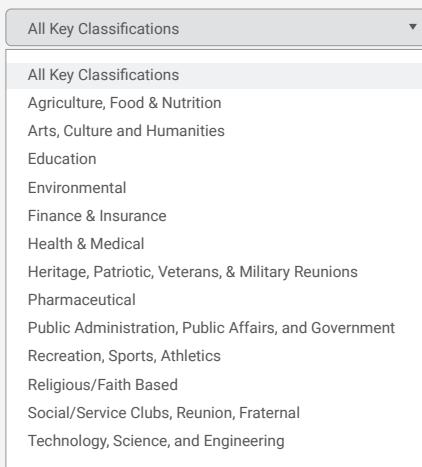 All Key Classifications
All Key Classifications
Agriculture, Food & Nutrition
Arts, Culture and Humanities
Education
Environmental
Finance & Insurance
Health & Medical
Heritage, Patriotic, Veterans, & Military Reunions
Pharmaceutical
Public Administration, Public Affairs, and Government
Recreation, Sports, Athletics
Religious/Faith Based
Social/Service Clubs, Reunion, Fraternal
Technology, Science, and Engineering